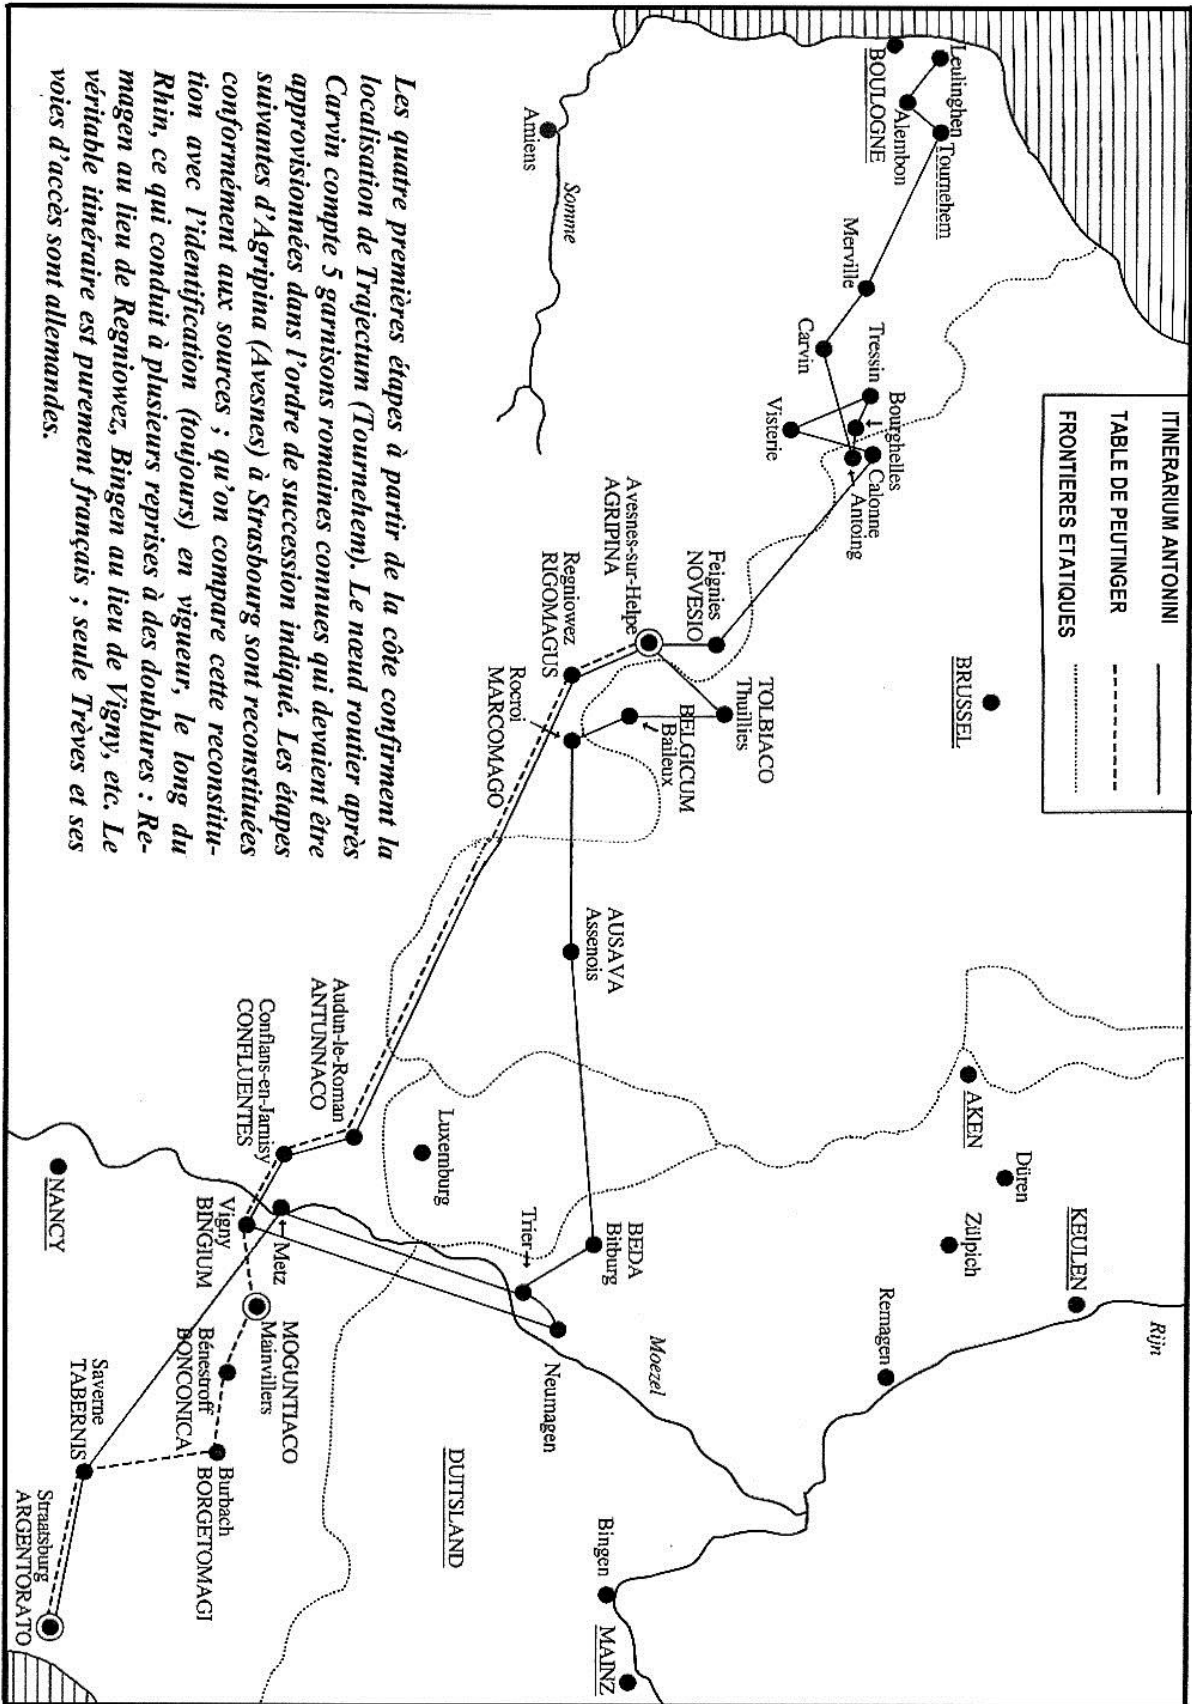 ITINERARIUM ANTONINI
TABLE DE PEUTINGER
FRONTIERES ETATIQUES
Leulinghen
Tournehem
Alembon
BOULOGNE
Amiens
Somme
Merville
Carvin
Tressin
Bourghelles
Visterie
Calonne
Antoing
BRUSSEL
Feignies
NOVESIO
Avesnes-sur-Helpe
AGRIPINA
TOLBIACO
Thuillies
BELGICUM
Baileux
Regniowez
RIGOMAGUS
Rocroi
MARCOMAGO
AUSAVA
Assenois
AKEN
Düren
Zülpich
KEULEN
Rijn
Remagen
Luxemburg
BEDA
Bitburg
Trier
Neumagen
Moezel
Audun-le-Roman
ANTUNNACO
Conflans-en-Jarnisy
CONFLUENTES
Metz
Vigny
BINGIUM
NANCY
MOGUNTIACO
Mainvillers
Bénestroff
BONCONICA
Burbach
BORGETOMAGI
Saverne
TABERNIS
Straatsburg
ARGENTORATO
DUITSLAND
Bingen
MAINZ
Les quatre premières étapes à partir de la côte confirment la
localisation de Trajectum (Tournehem). Le nœud routier après
Carvin compte 5 garnisons romaines connues qui devaient être
approvisionnées dans l'ordre de succession indiqué. Les étapes
suivantes d'Agripina (Avesnes) à Strasbourg sont reconstituées
conformément aux sources ; qu'on compare cette reconstitu-
tion avec l'identification (toujours) en vigueur, le long du
Rhin, ce qui conduit à plusieurs reprises à des doublures : Re-
magen au lieu de Regniowez, Bingen au lieu de Vigny, etc. Le
véritable itinéraire est purement français ; seule Trèves et ses
voies d'accès sont allemandes.